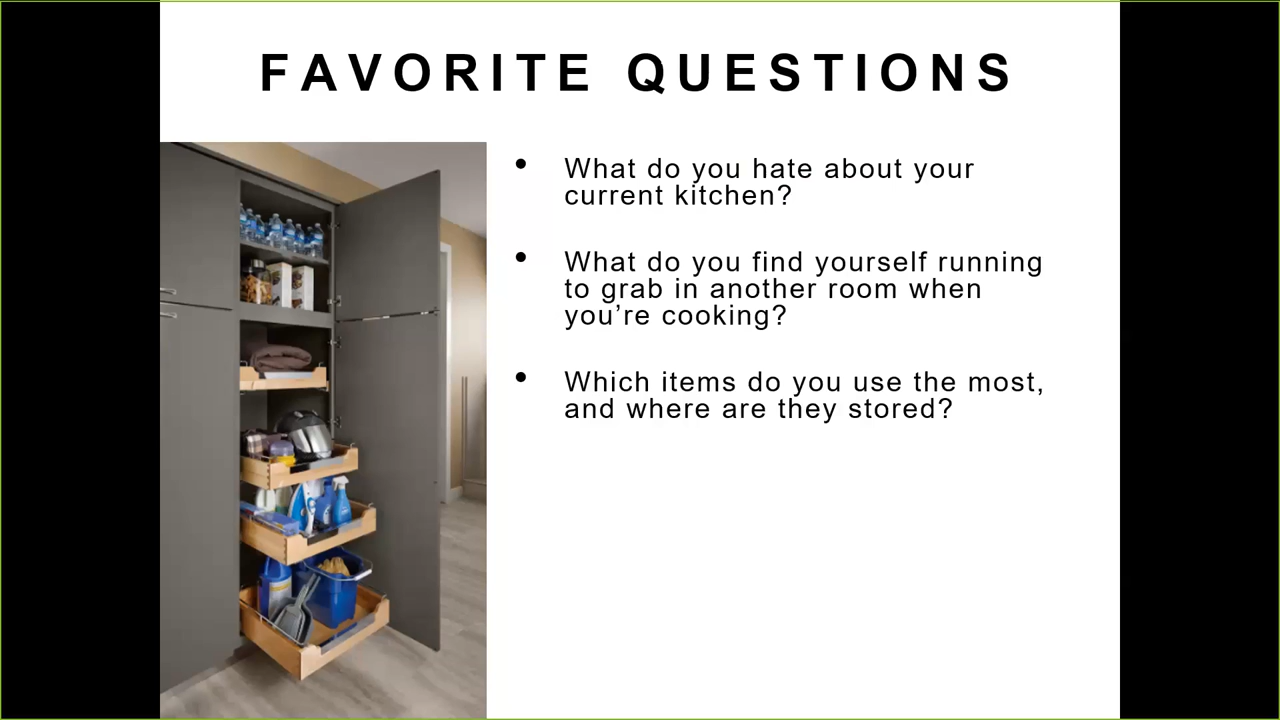 FAVORITE QUESTIONS
• What do you hate about your
current kitchen?
• What do you find yourself running
to grab in another room when
you’re cooking?
• Which items do you use the most,
and where are they stored?